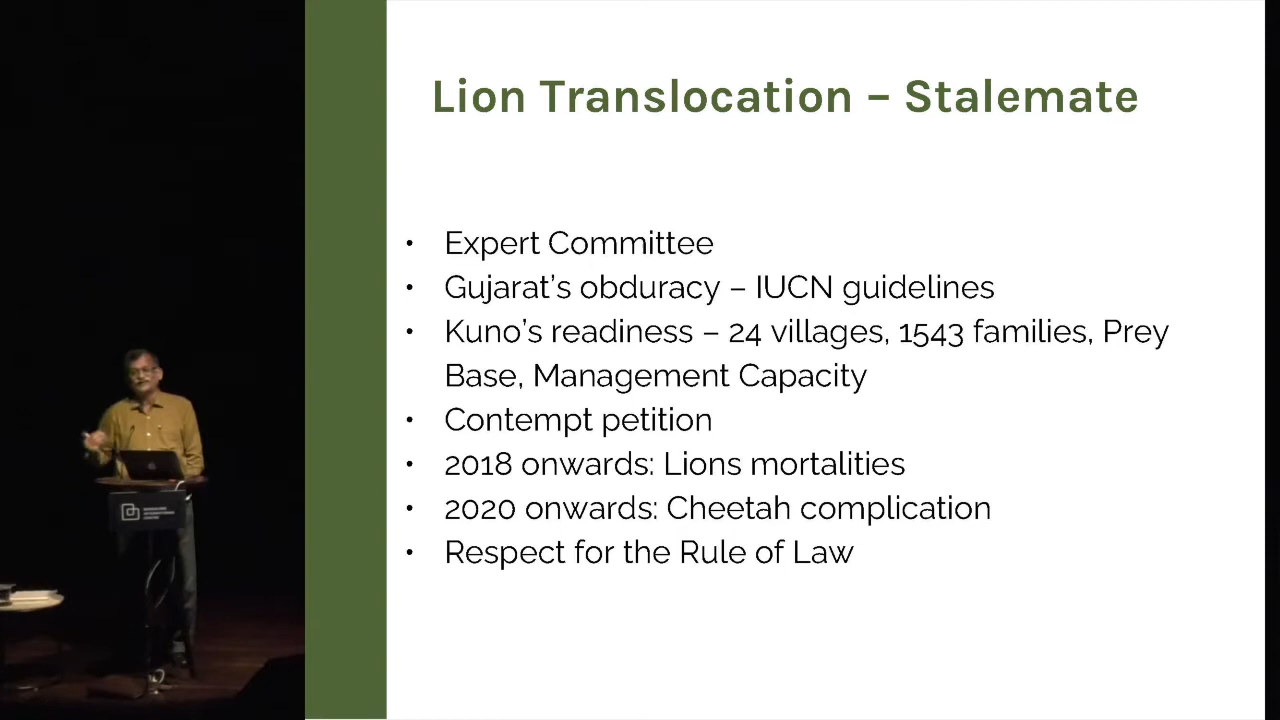 Lion Translocation – Stalemate
• Expert Committee
• Gujarat's obduracy – IUCN guidelines
• Kuno's readiness – 24 villages, 1543 families, Prey
Base, Management Capacity
• Contempt petition
• 2018 onwards: Lions mortalities
• 2020 onwards: Cheetah complication
• Respect for the Rule of Law